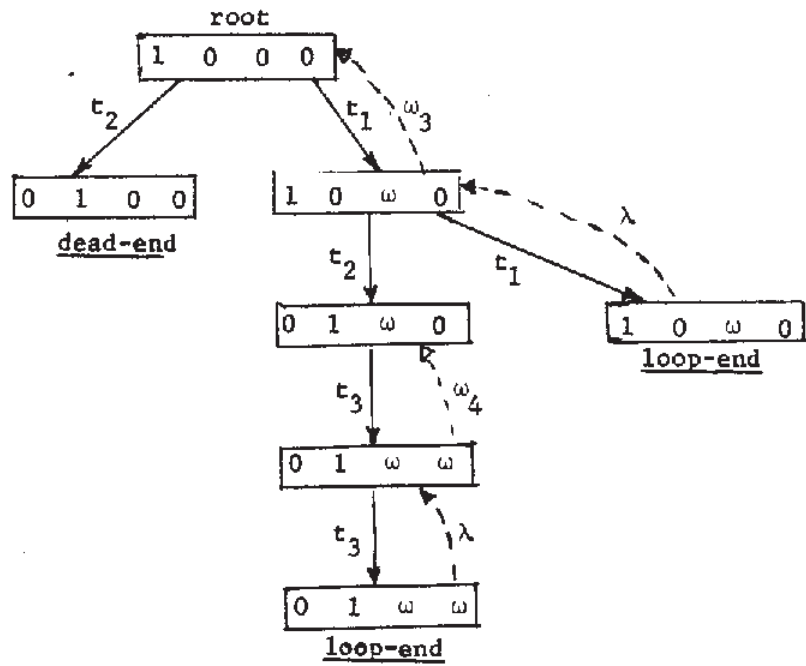 root
1 0 0 0
t₂ t₁ ω₃
0 1 0 0
1 0 ω 0
dead-end
λ
t₂ t₁
0 1 ω 0
1 0 ω 0
loop-end
t₃ ω₄
0 1 ω ω
t₃ λ
0 1 ω ω
loop-end